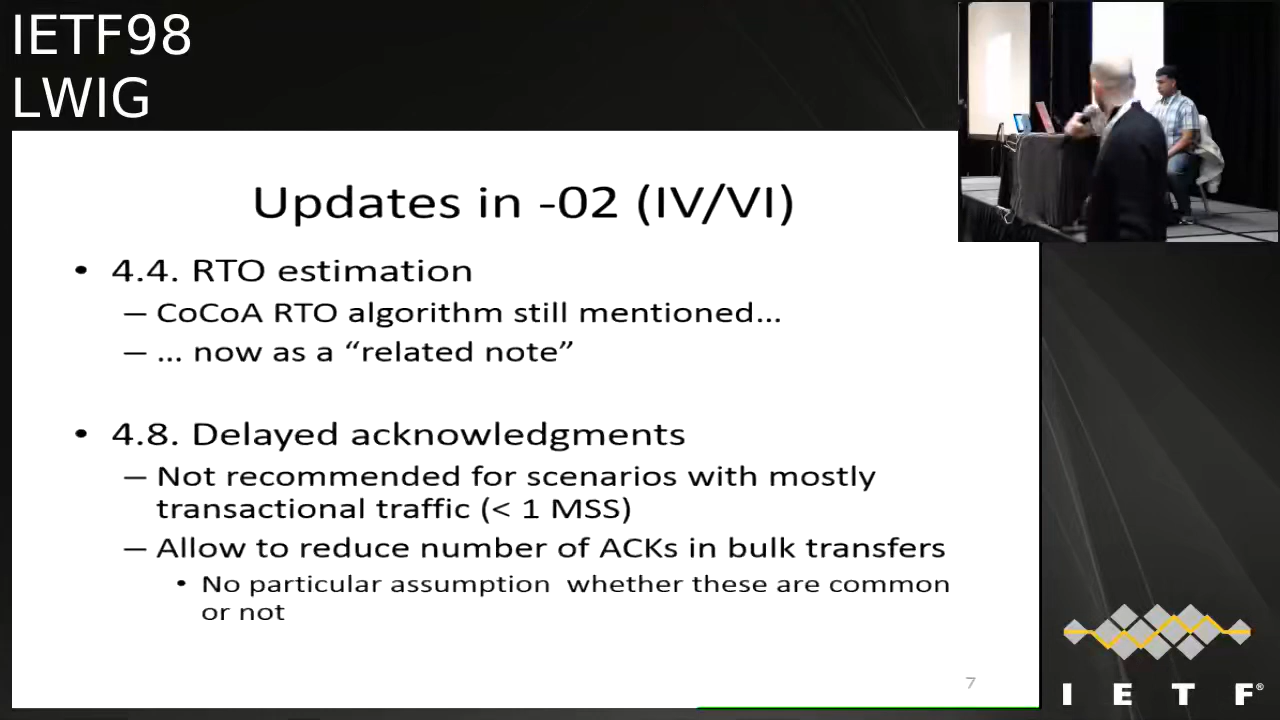 IETF98
LWIG
Updates in -02 (IV/VI)
• 4.4. RTO estimation
– CoCoA RTO algorithm still mentioned...
– ... now as a “related note”
• 4.8. Delayed acknowledgments
– Not recommended for scenarios with mostly
transactional traffic (< 1 MSS)
– Allow to reduce number of ACKs in bulk transfers
• No particular assumption whether these are common
or not
7
I E T F®